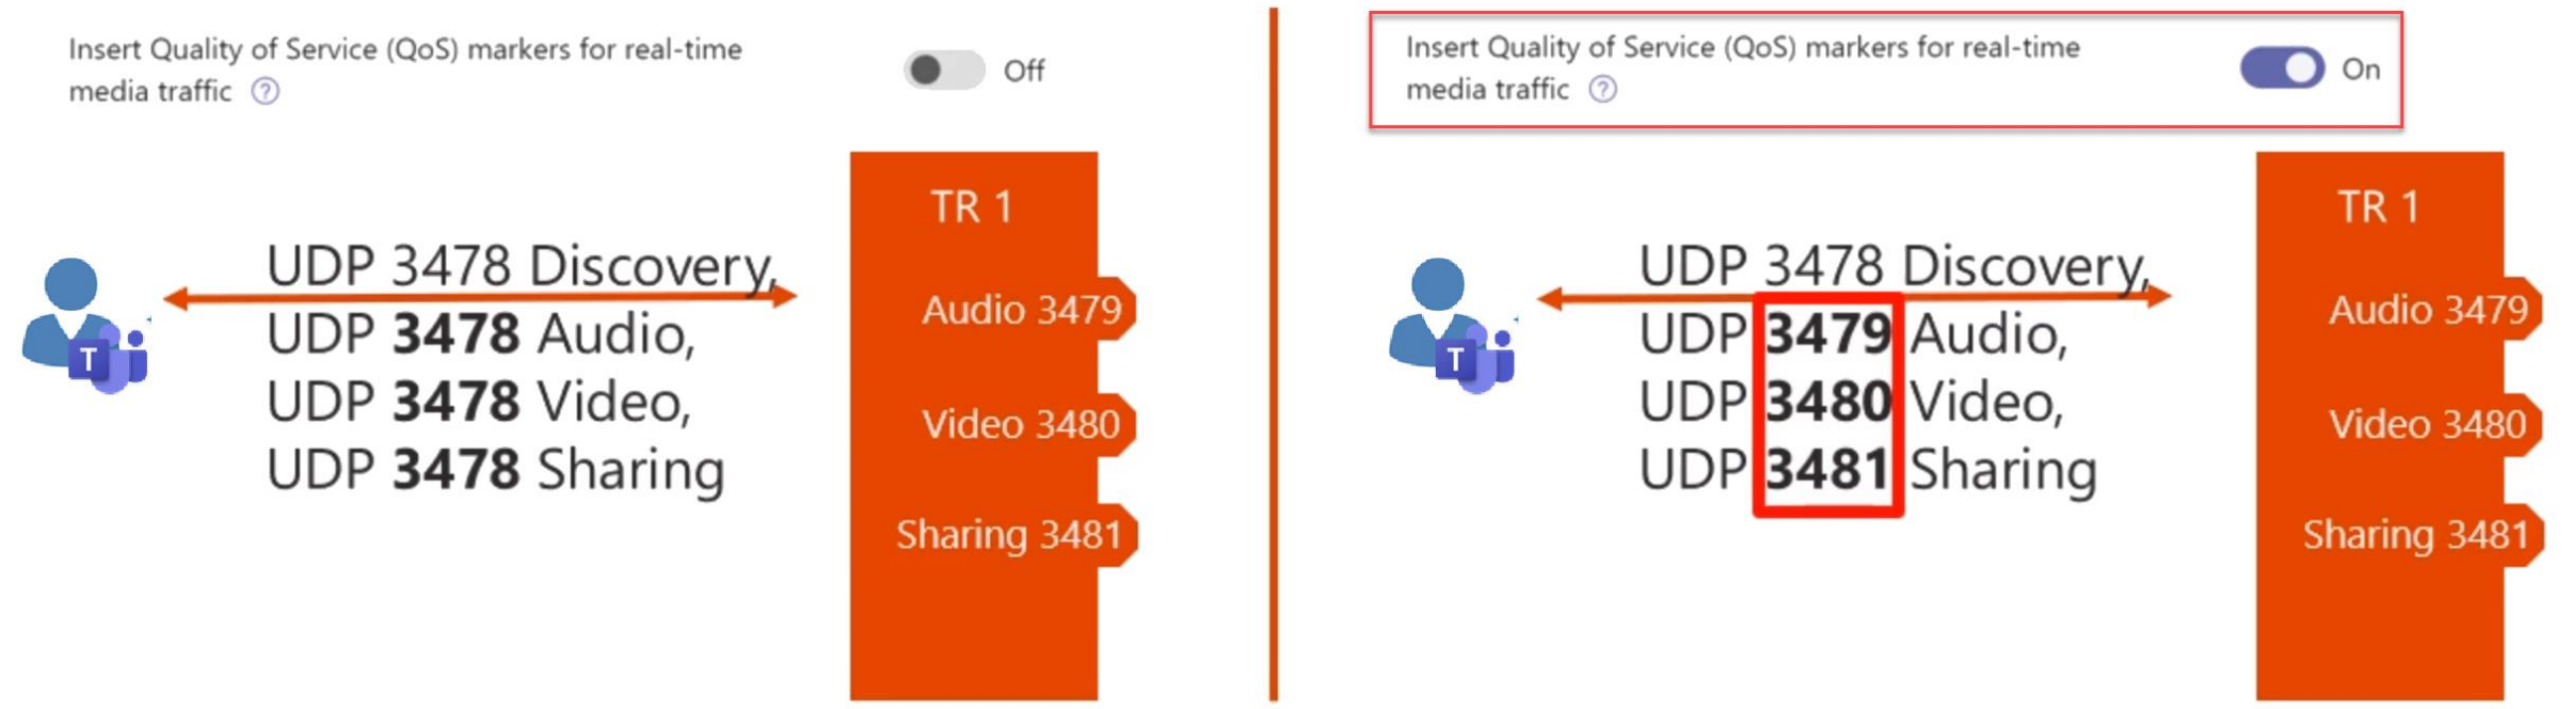 Insert Quality of Service (QoS) markers for real-time
media traffic ?
Off
TR 1
UDP 3478 Discovery,
UDP 3478 Audio,
UDP 3478 Video,
UDP 3478 Sharing
Audio 3479
Video 3480
Sharing 3481
T
Insert Quality of Service (QoS) markers for real-time
media traffic ?
On
TR 1
UDP 3478 Discovery,
UDP 3479 Audio,
UDP 3480 Video,
UDP 3481 Sharing
Audio 3479
Video 3480
Sharing 3481
T